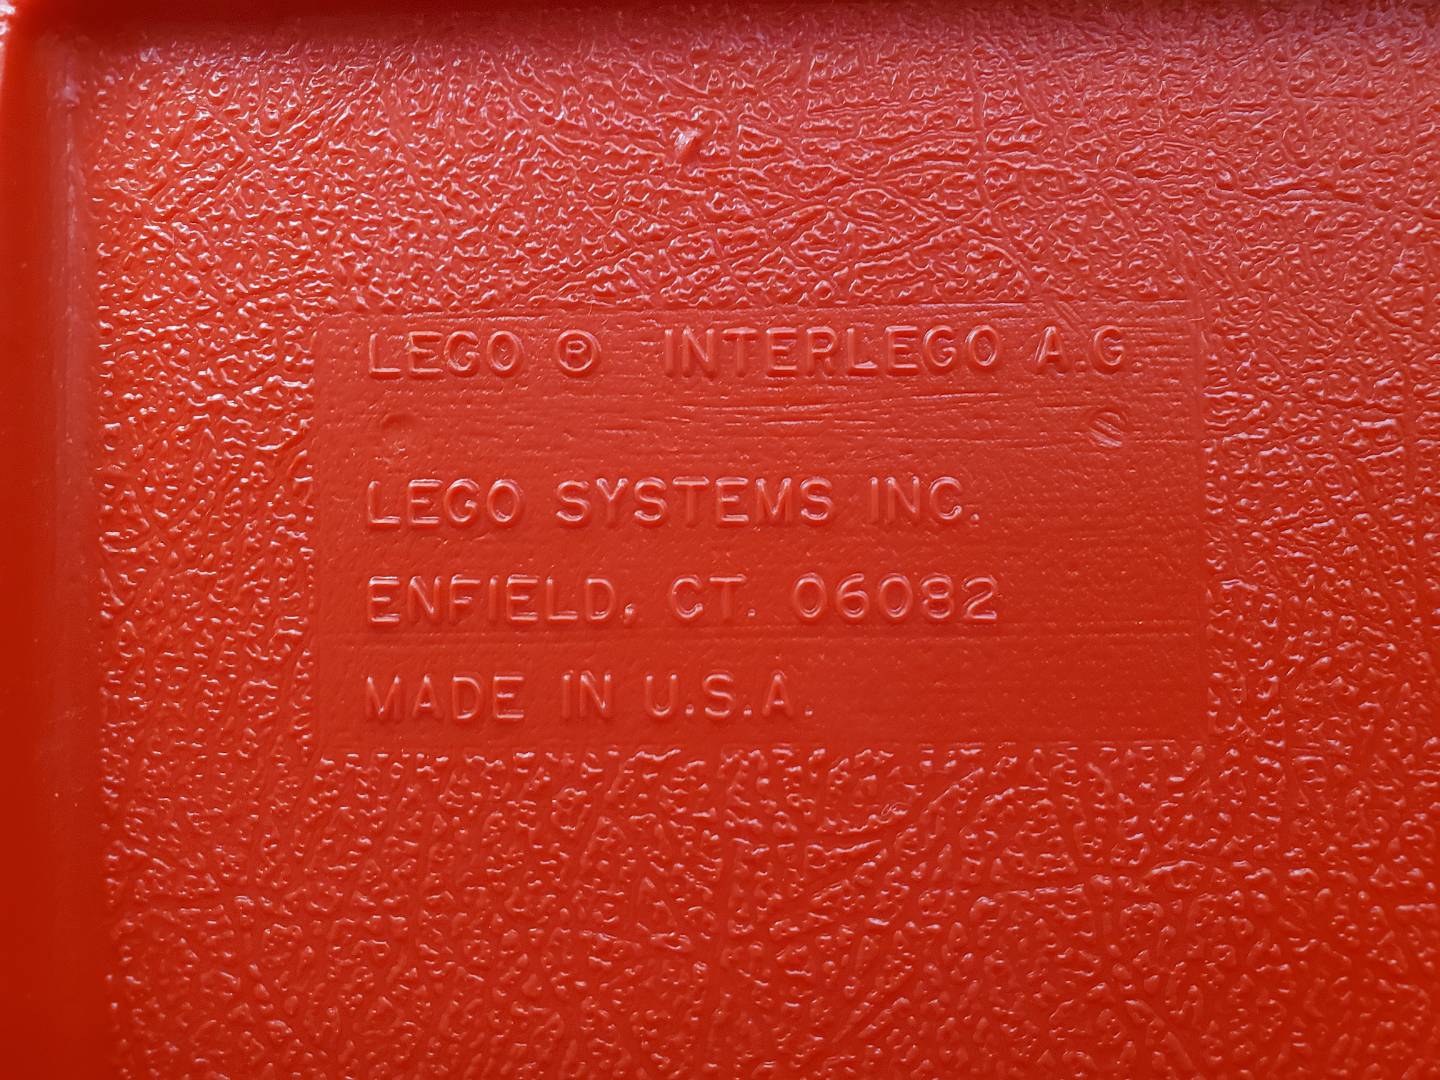 LEGO ® INTERLEGO A.G.
LEGO SYSTEMS INC.
ENFIELD, CT. 06082
MADE IN U.S.A.